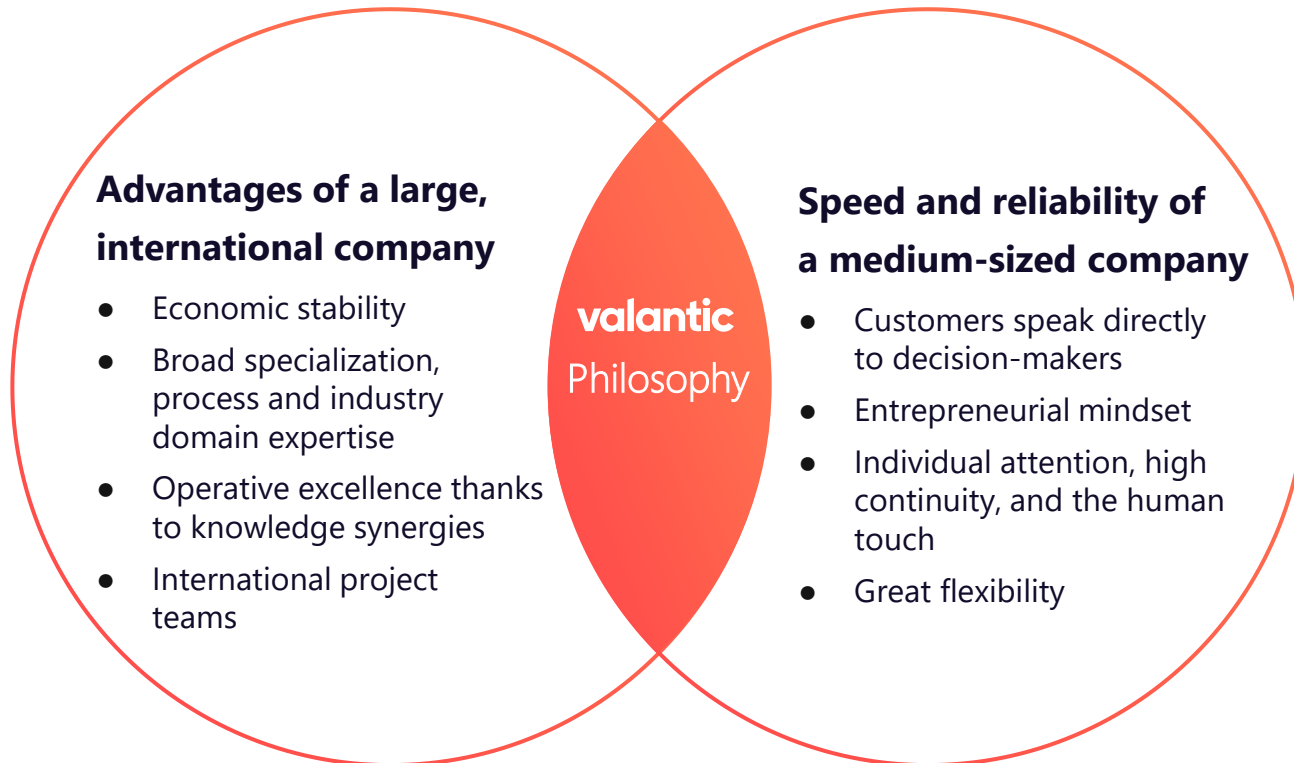 Advantages of a large,
international company
● Economic stability
● Broad specialization,
process and industry
domain expertise
● Operative excellence thanks
to knowledge synergies
● International project
teams
valantic
Philosophy
Speed and reliability of
a medium-sized company
● Customers speak directly
to decision-makers
● Entrepreneurial mindset
● Individual attention, high
continuity, and the human
touch
● Great flexibility